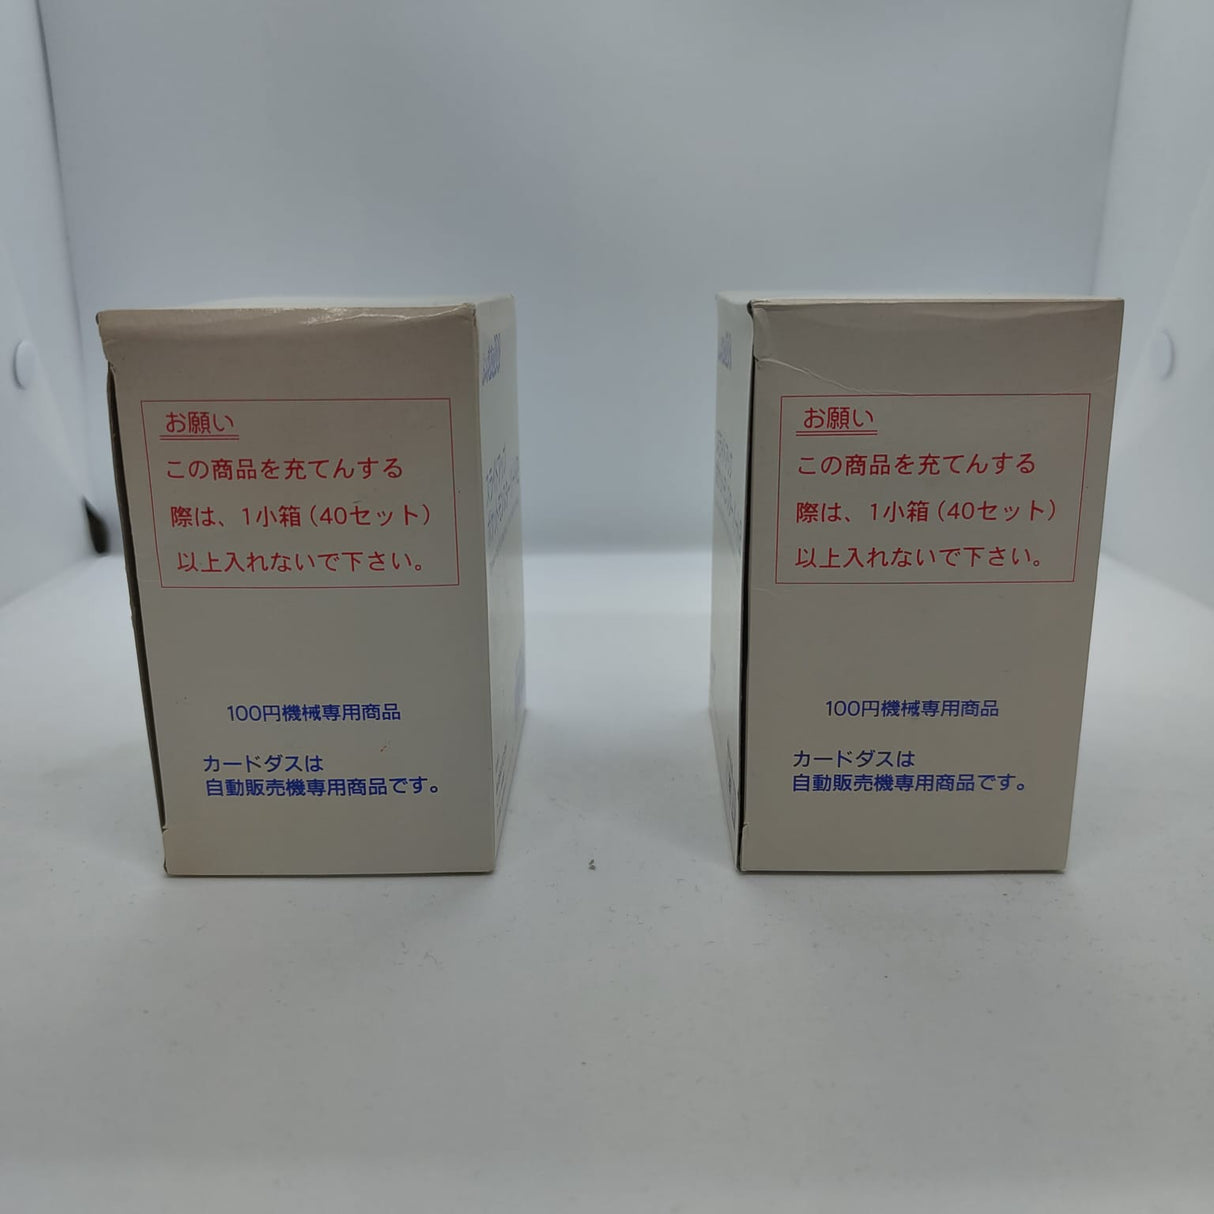 お願い
この商品を充てんする
際は、1小箱(40セット)
以上入れないで下さい。
100円機械専用商品
カードダスは
自動販売機専用商品です。
お願い
この商品を充てんする
際は、1小箱(40セット)
以上入れないで下さい。
100円機械専用商品
カードダスは
自動販売機専用商品です。